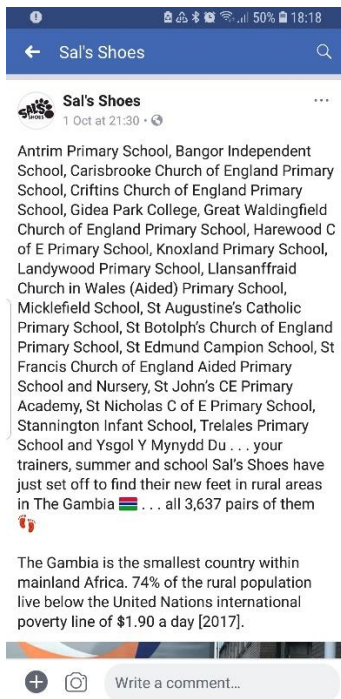 50% 18:18
Sal's Shoes
SAL'S
SHOES
Sal's Shoes
1 Oct at 21:30
Antrim Primary School, Bangor Independent
School, Carisbrooke Church of England Primary
School, Criftins Church of England Primary
School, Gidea Park College, Great Waldingfield
Church of England Primary School, Harewood C
of E Primary School, Knoxland Primary School,
Landywood Primary School, Llansanffraid
Church in Wales (Aided) Primary School,
Micklefield School, St Augustine's Catholic
Primary School, St Botolph's Church of England
Primary School, St Edmund Campion School, St
Francis Church of England Aided Primary
School and Nursery, St John's CE Primary
Academy, St Nicholas C of E Primary School,
Stannington Infant School, Trelales Primary
School and Ysgol Y Mynydd Du . . . your
trainers, summer and school Sal's Shoes have
just set off to find their new feet in rural areas
in The Gambia 🇬🇲 . . . all 3,637 pairs of them
👣
The Gambia is the smallest country within
mainland Africa. 74% of the rural population
live below the United Nations international
poverty line of $1.90 a day [2017].
Write a comment...